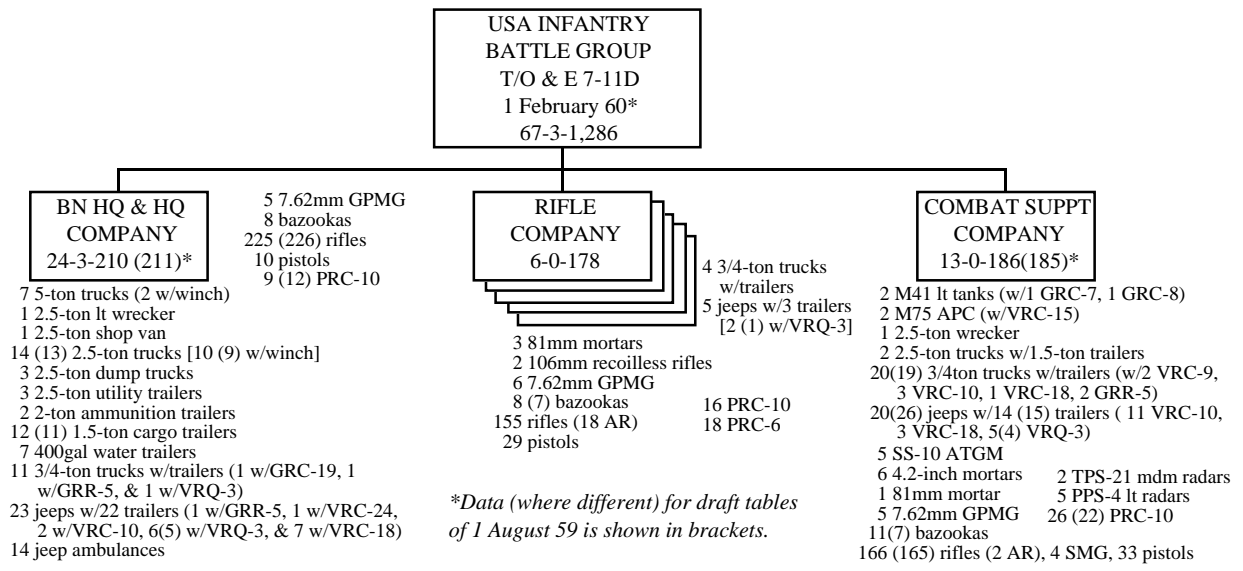 USA INFANTRY
BATTLE GROUP
T/O & E 7-11D
1 February 60*
67-3-1,286
BN HQ & HQ
COMPANY
24-3-210 (211)*
5 7.62mm GPMG
8 bazookas
225 (226) rifles
10 pistols
9 (12) PRC-10
7 5-ton trucks (2 w/winch)
1 2.5-ton lt wrecker
1 2.5-ton shop van
14 (13) 2.5-ton trucks [10 (9) w/winch]
3 2.5-ton dump trucks
3 2.5-ton utility trailers
2 2-ton ammunition trailers
12 (11) 1.5-ton cargo trailers
7 400gal water trailers
11 3/4-ton trucks w/trailers (1 w/GRC-19, 1
w/GRR-5, & 1 w/VRQ-3)
23 jeeps w/22 trailers (1 w/GRR-5, 1 w/VRC-24,
2 w/VRC-10, 6(5) w/VRQ-3, & 7 w/VRC-18)
14 jeep ambulances
RIFLE
COMPANY
6-0-178
4 3/4-ton trucks
w/trailers
5 jeeps w/3 trailers
[2 (1) w/VRQ-3]
3 81mm mortars
2 106mm recoilless rifles
6 7.62mm GPMG
8 (7) bazookas
155 rifles (18 AR)
29 pistols
16 PRC-10
18 PRC-6
*Data (where different) for draft tables
of 1 August 59 is shown in brackets.
COMBAT SUPPT
COMPANY
13-0-186(185)*
2 M41 lt tanks (w/1 GRC-7, 1 GRC-8)
2 M75 APC (w/VRC-15)
1 2.5-ton wrecker
2 2.5-ton trucks w/1.5-ton trailers
20(19) 3/4ton trucks w/trailers (w/2 VRC-9,
3 VRC-10, 1 VRC-18, 2 GRR-5)
20(26) jeeps w/14 (15) trailers ( 11 VRC-10,
3 VRC-18, 5(4) VRQ-3)
5 SS-10 ATGM
6 4.2-inch mortars
1 81mm mortar
5 7.62mm GPMG
11(7) bazookas
2 TPS-21 mdm radars
5 PPS-4 lt radars
26 (22) PRC-10
166 (165) rifles (2 AR), 4 SMG, 33 pistols